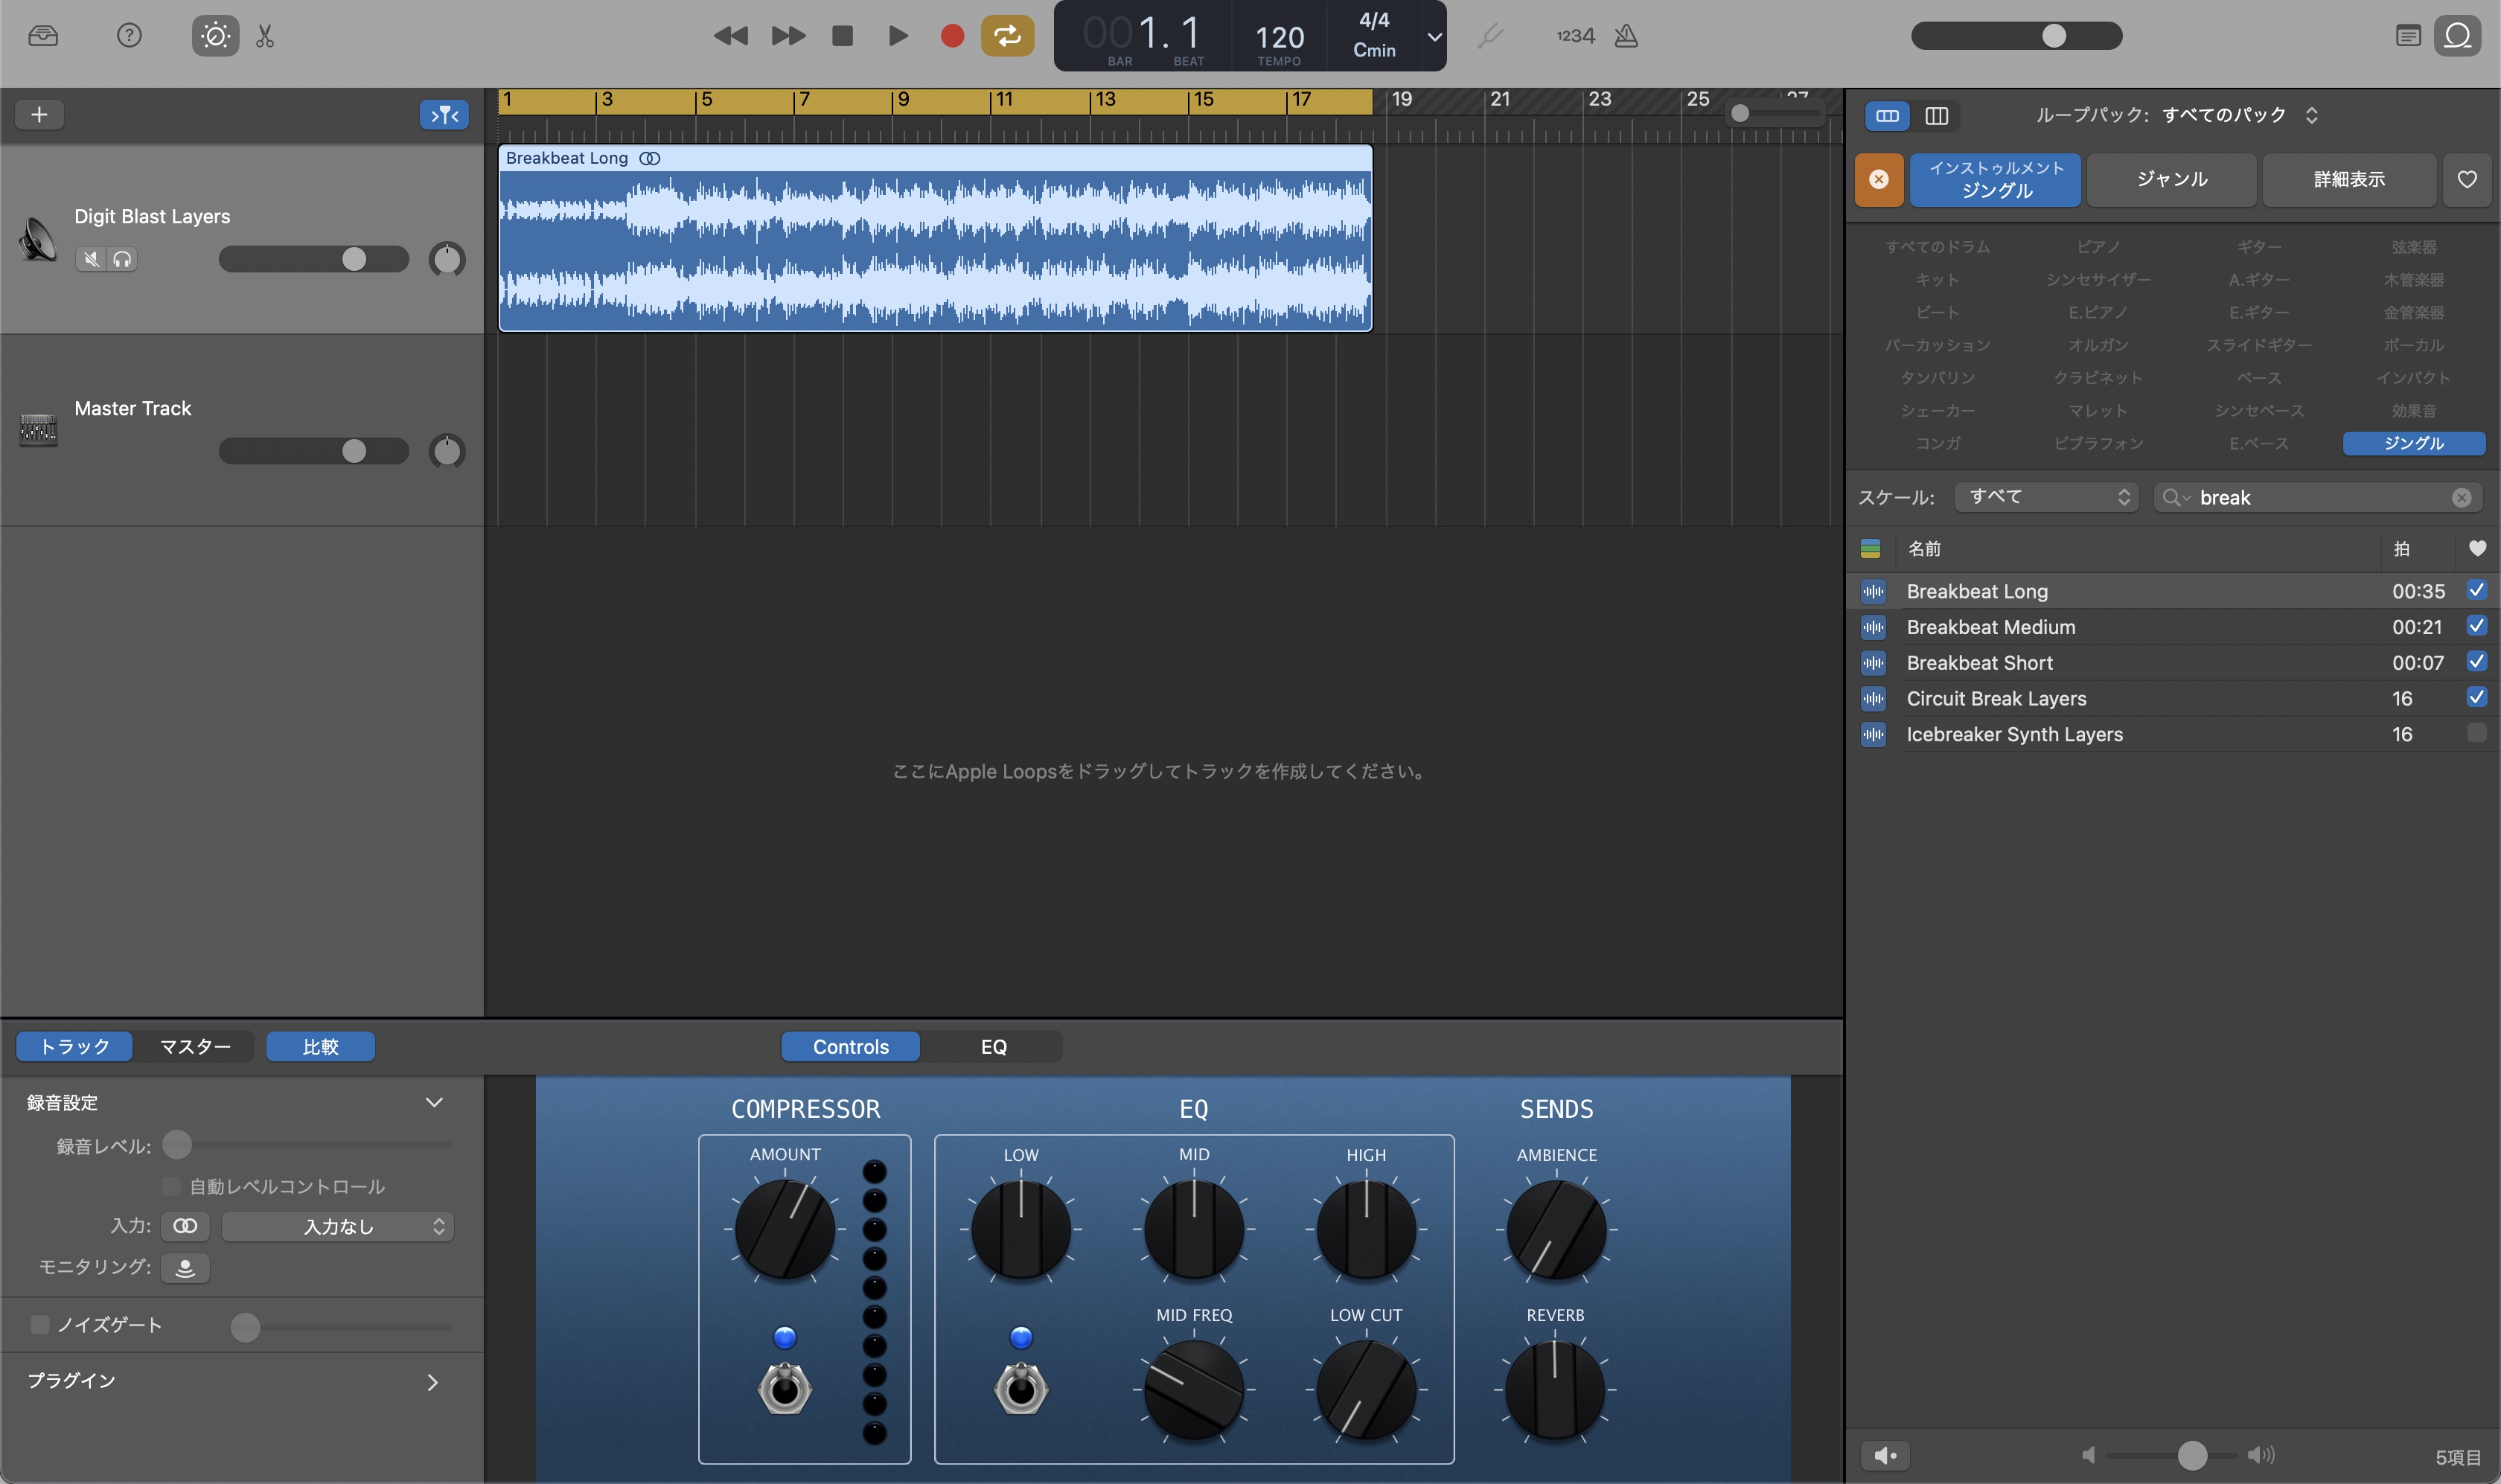 001. 1
BAR
BEAT
120
TEMPO
4/4
Cmin
1234
1 3 5 7 9 11 13 15 17 19 21 23 25 27
Breakbeat Long
Digit Blast Layers
Master Track
ここにApple Loopsをドラッグしてトラックを作成してください。
ループパック: すべてのパック
インストゥルメント
ジングル
ジャンル
詳細表示
すべてのドラム ピアノ ギター 弦楽器
キット シンセサイザー A.ギター 木管楽器
ビート E.ピアノ E.ギター 金管楽器
パーカッション オルガン スライドギター ボーカル
タンバリン クラビネット ベース インパクト
シェーカー マレット シンセベース 効果音
コンガ ビブラフォン E.ベース ジングル
スケール: すべて break
名前 拍
Breakbeat Long 00:35
Breakbeat Medium 00:21
Breakbeat Short 00:07
Circuit Break Layers 16
Icebreaker Synth Layers 16
5項目
トラック マスター 比較
Controls EQ
録音設定
録音レベル:
自動レベルコントロール
入力: 入力なし
モニタリング:
ノイズゲート
プラグイン
COMPRESSOR EQ SENDS
AMOUNT LOW MID HIGH AMBIENCE
MID FREQ LOW CUT REVERB